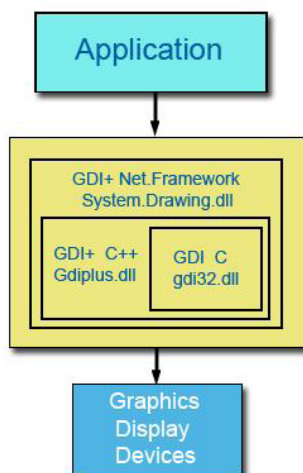 Application
GDI+ Net.Framework
System.Drawing.dll
GDI+ C++
Gdiplus.dll
GDI C
gdi32.dll
Graphics
Display
Devices